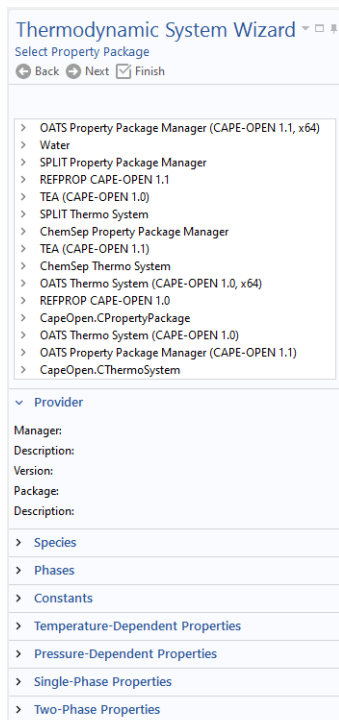 Thermodynamic System Wizard
Select Property Package
Back Next Finish
OATS Property Package Manager (CAPE-OPEN 1.1, x64)
Water
SPLIT Property Package Manager
REFPROP CAPE-OPEN 1.1
TEA (CAPE-OPEN 1.0)
SPLIT Thermo System
ChemSep Property Package Manager
TEA (CAPE-OPEN 1.1)
ChemSep Thermo System
OATS Thermo System (CAPE-OPEN 1.0, x64)
REFPROP CAPE-OPEN 1.0
CapeOpen.CPropertyPackage
OATS Thermo System (CAPE-OPEN 1.0)
OATS Property Package Manager (CAPE-OPEN 1.1)
CapeOpen.CThermoSystem
Provider
Manager:
Description:
Version:
Package:
Description:
Species
Phases
Constants
Temperature-Dependent Properties
Pressure-Dependent Properties
Single-Phase Properties
Two-Phase Properties